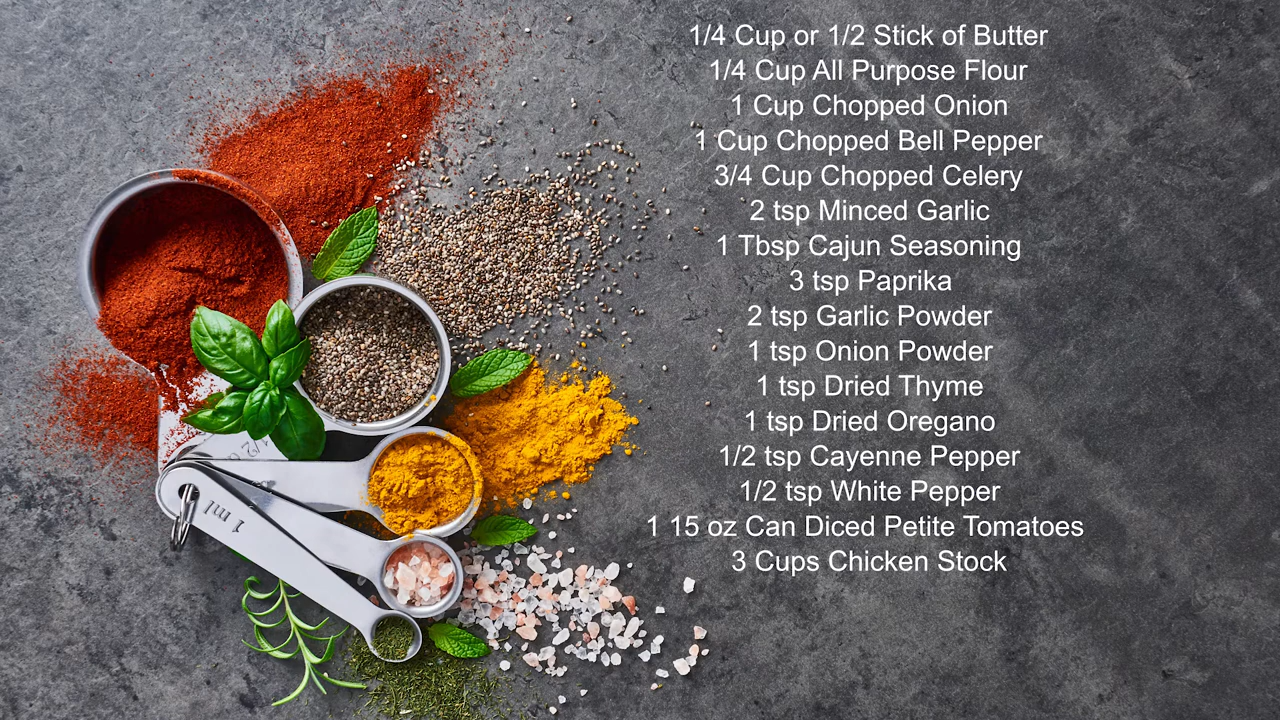 1/4 Cup or 1/2 Stick of Butter
1/4 Cup All Purpose Flour
1 Cup Chopped Onion
1 Cup Chopped Bell Pepper
3/4 Cup Chopped Celery
2 tsp Minced Garlic
1 Tbsp Cajun Seasoning
3 tsp Paprika
2 tsp Garlic Powder
1 tsp Onion Powder
1 tsp Dried Thyme
1 tsp Dried Oregano
1/2 tsp Cayenne Pepper
1/2 tsp White Pepper
1 15 oz Can Diced Petite Tomatoes
3 Cups Chicken Stock
1/2
1 ml